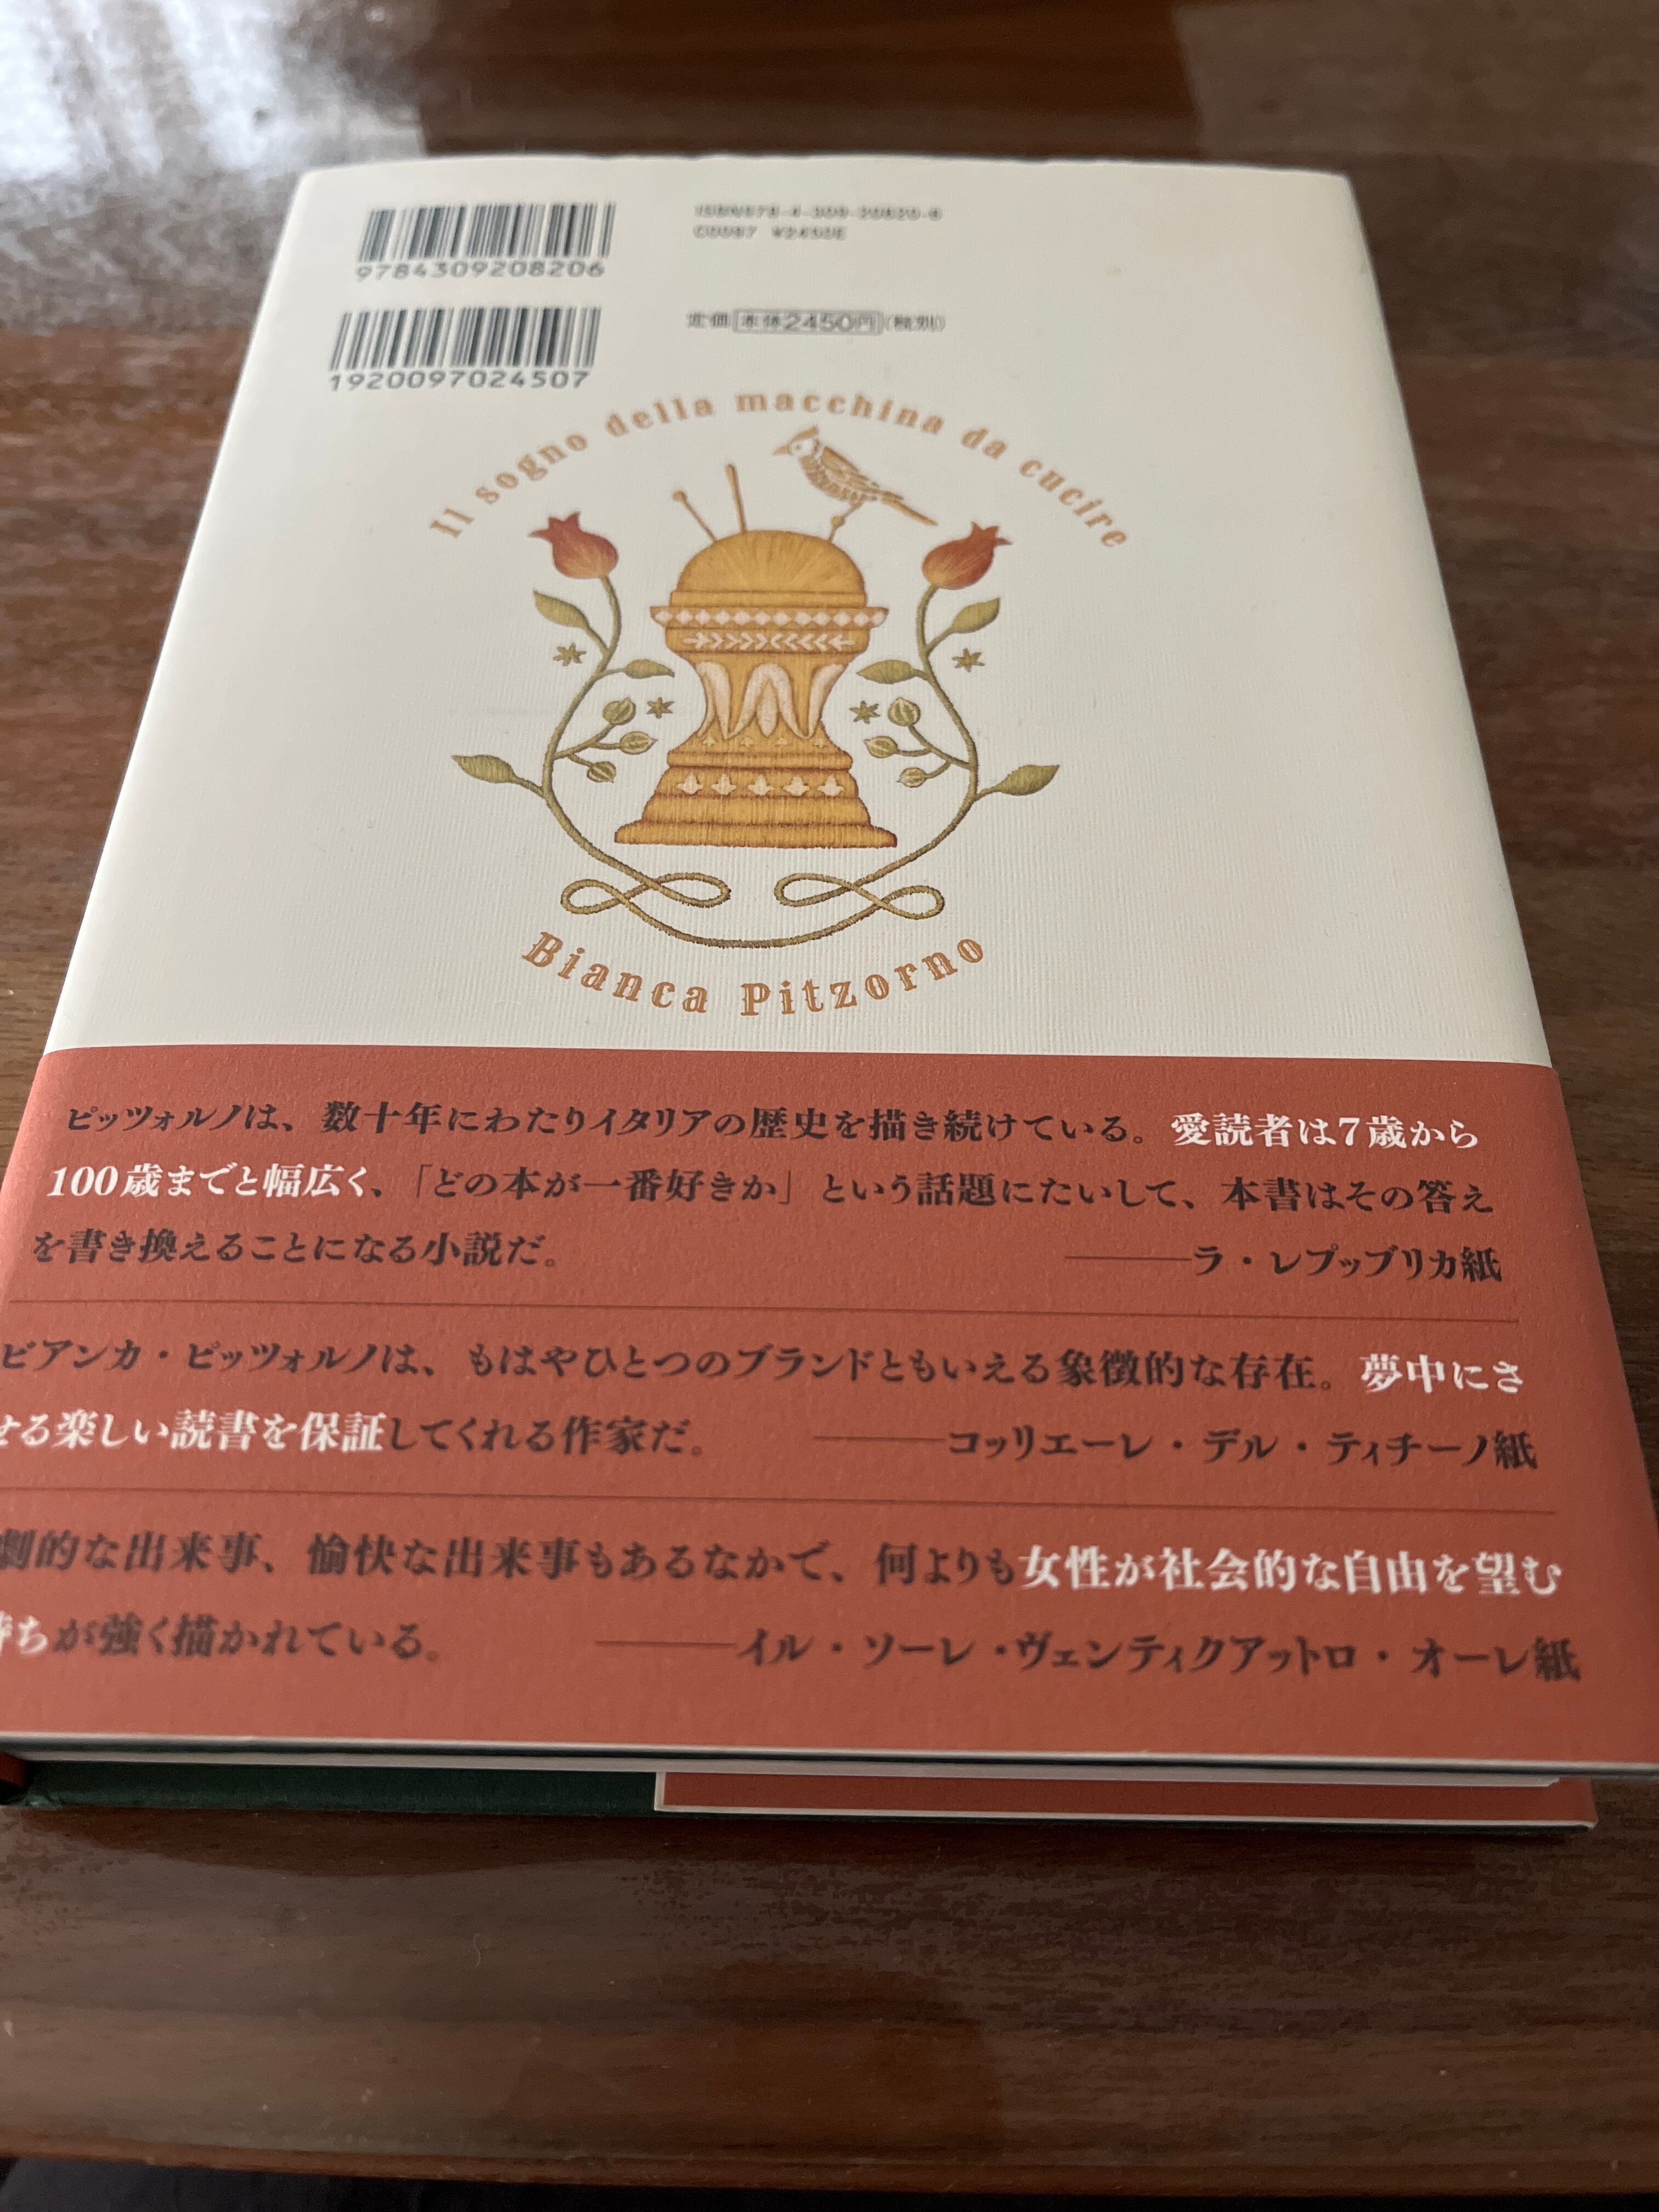 9784309208206
ISBN978-4-309-20820-6
C0097 ¥2450E
1920097024507
定価 本体2450円(税別)
Il sogno della macchina da cucire
Bianca Pitzorno
ピッツォルノは、数十年にわたりイタリアの歴史を描き続けている。愛読者は7歳から
100歳までと幅広く、「どの本が一番好きか」という話題にたいして、本書はその答え
を書き換えることになる小説だ。 ――ラ・レプッブリカ紙
ビアンカ・ピッツォルノは、もはやひとつのブランドともいえる象徴的な存在。夢中にさ
せる楽しい読書を保証してくれる作家だ。 ――コッリエーレ・デル・ティチーノ紙
劇的な出来事、愉快な出来事もあるなかで、何よりも女性が社会的な自由を望む
持ちが強く描かれている。 ――イル・ソーレ・ヴェンティクアットロ・オーレ紙